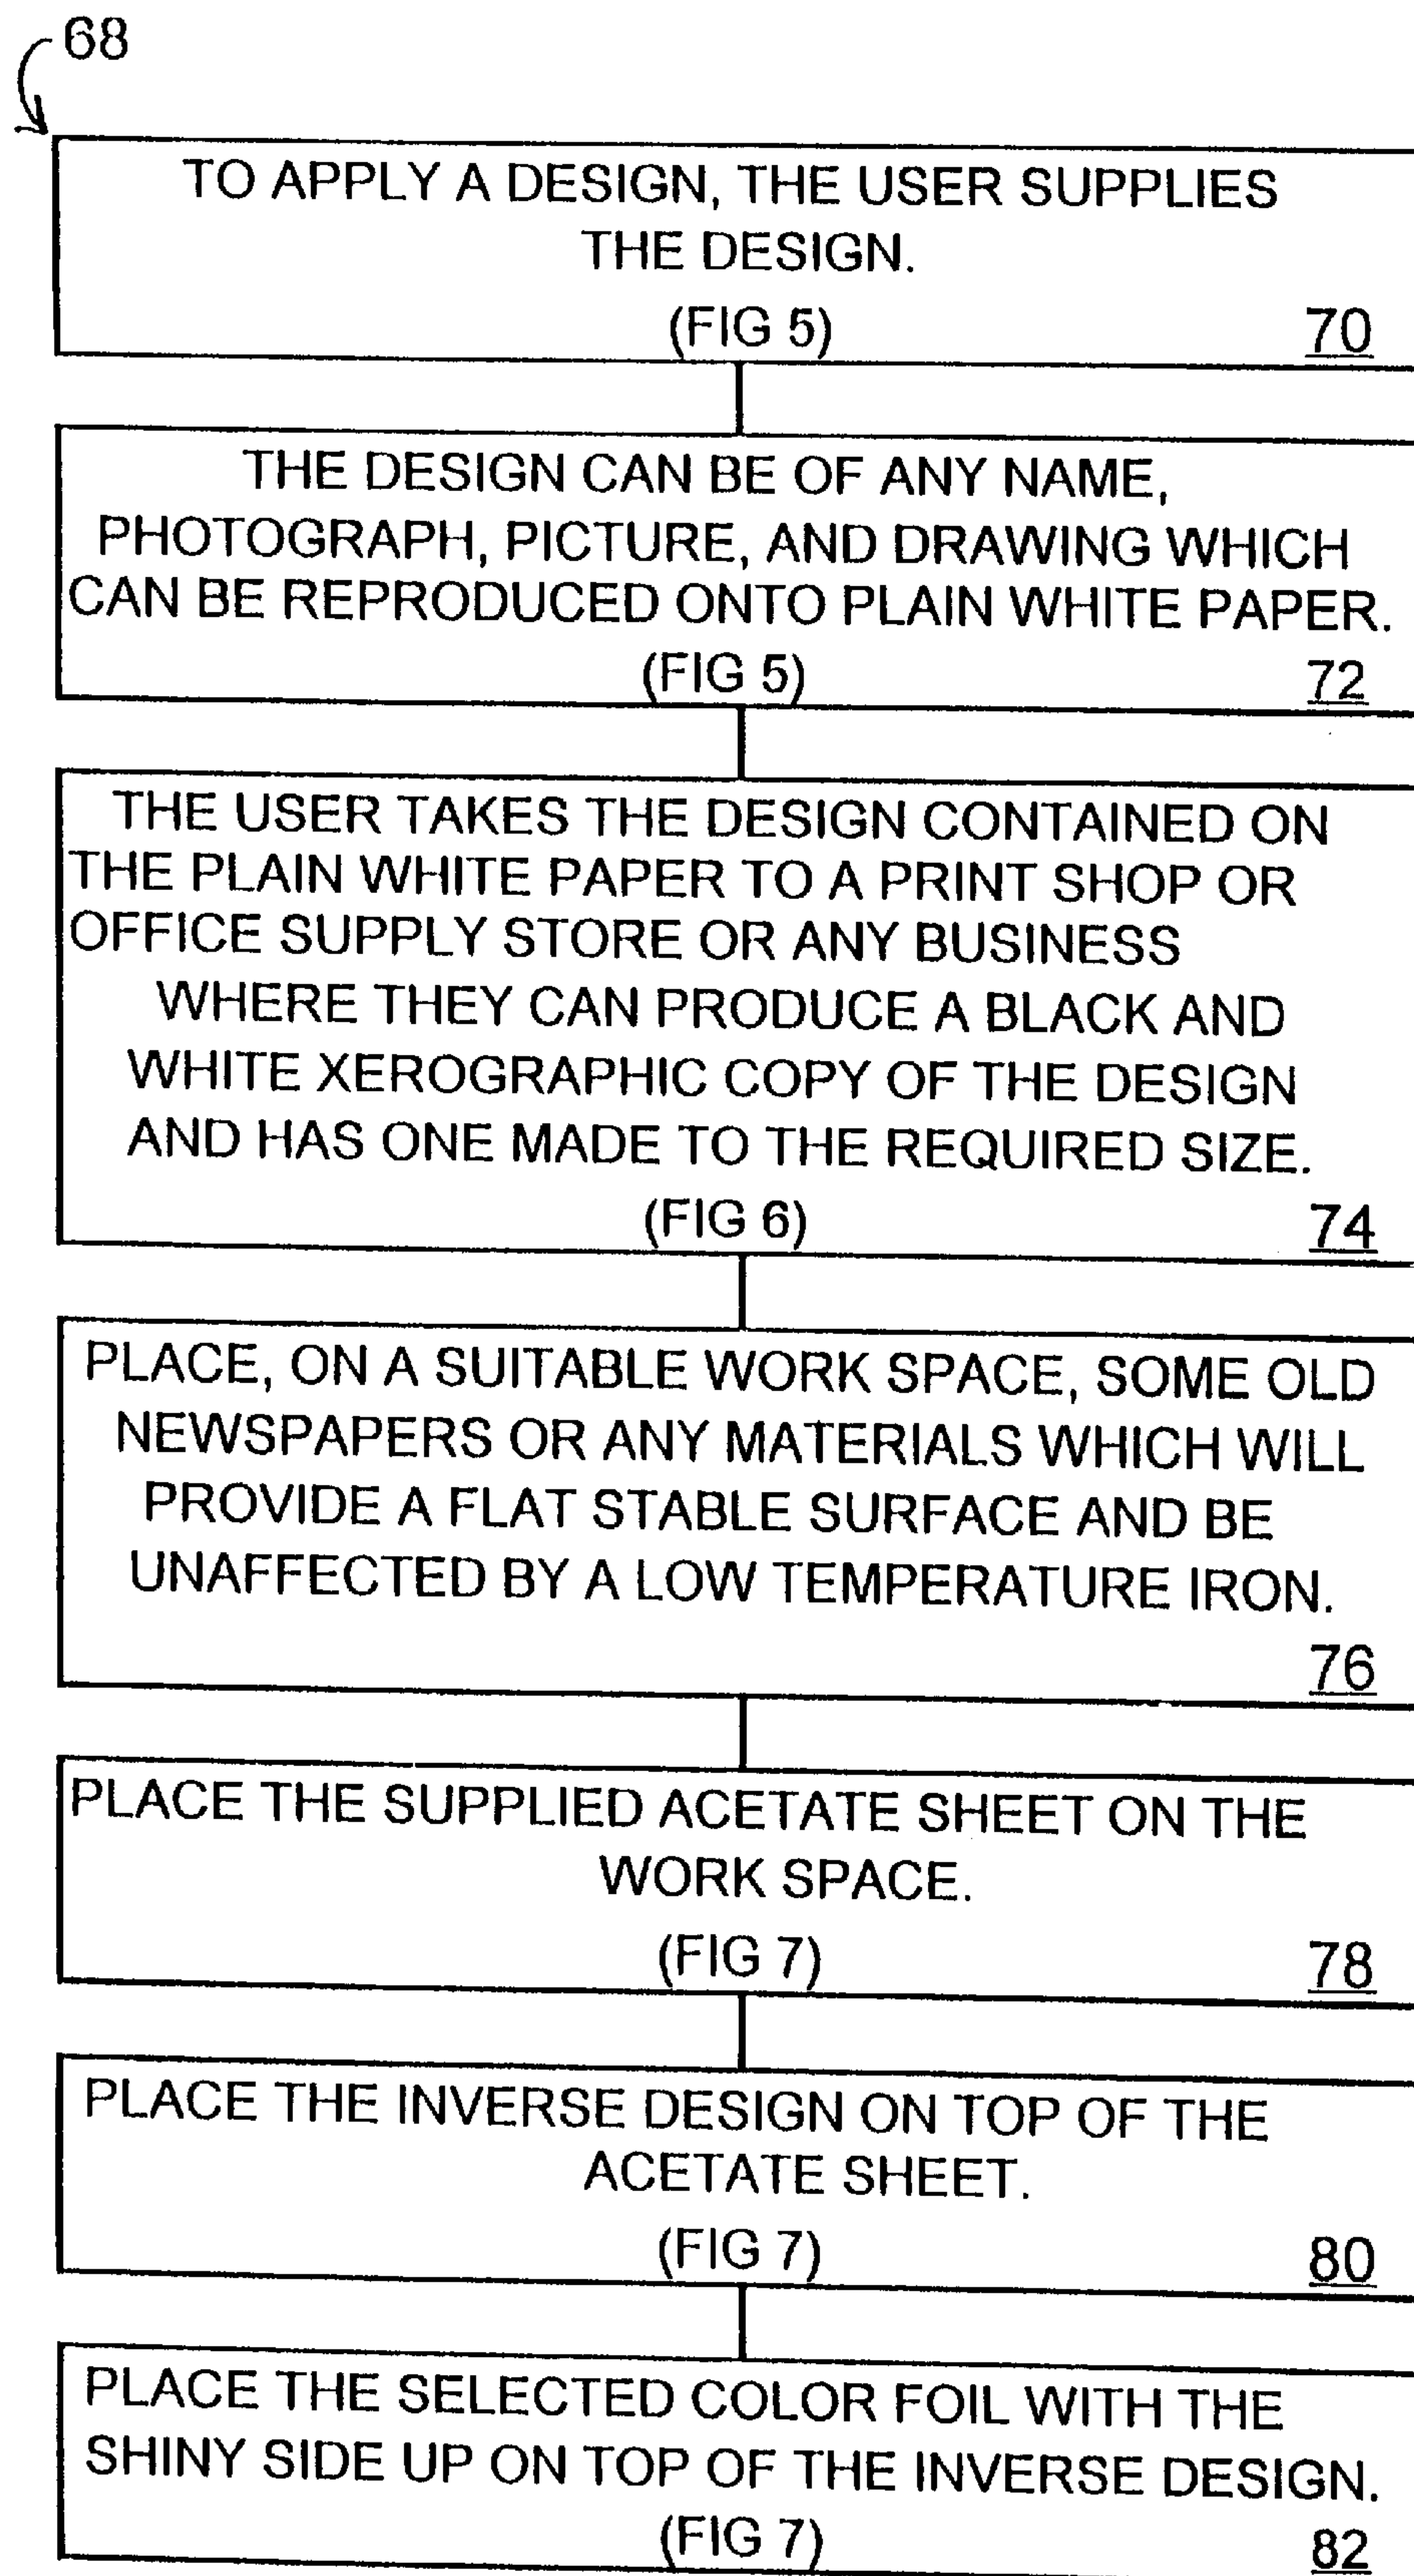 68
TO APPLY A DESIGN, THE USER SUPPLIES
THE DESIGN.
(FIG 5)
70
THE DESIGN CAN BE OF ANY NAME,
PHOTOGRAPH, PICTURE, AND DRAWING WHICH
CAN BE REPRODUCED ONTO PLAIN WHITE PAPER.
(FIG 5)
72
THE USER TAKES THE DESIGN CONTAINED ON
THE PLAIN WHITE PAPER TO A PRINT SHOP OR
OFFICE SUPPLY STORE OR ANY BUSINESS
WHERE THEY CAN PRODUCE A BLACK AND
WHITE XEROGRAPHIC COPY OF THE DESIGN
AND HAS ONE MADE TO THE REQUIRED SIZE.
(FIG 6)
74
PLACE, ON A SUITABLE WORK SPACE, SOME OLD
NEWSPAPERS OR ANY MATERIALS WHICH WILL
PROVIDE A FLAT STABLE SURFACE AND BE
UNAFFECTED BY A LOW TEMPERATURE IRON.
76
PLACE THE SUPPLIED ACETATE SHEET ON THE
WORK SPACE.
(FIG 7)
78
PLACE THE INVERSE DESIGN ON TOP OF THE
ACETATE SHEET.
(FIG 7)
80
PLACE THE SELECTED COLOR FOIL WITH THE
SHINY SIDE UP ON TOP OF THE INVERSE DESIGN.
(FIG 7)
82